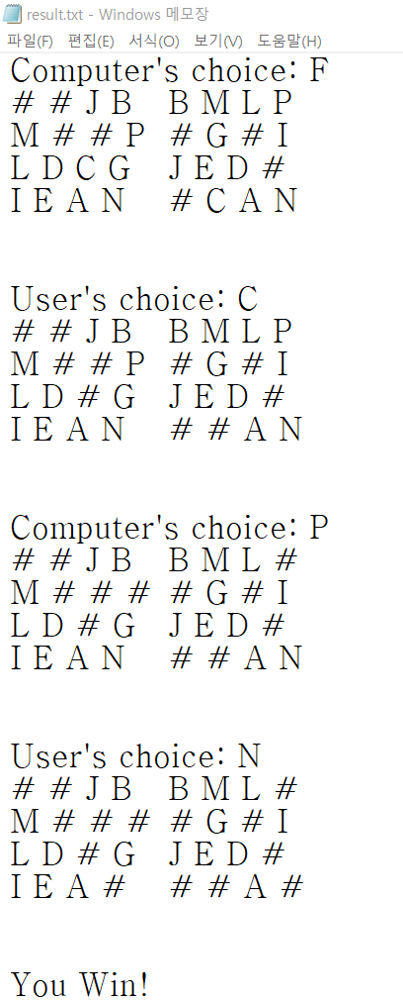 result.txt - Windows 메모장
파일(F) 편집(E) 서식(O) 보기(V) 도움말(H)
Computer's choice: F
# # J B   B M L P
M # # P   # G # I
L D C G   J E D #
I E A N   # C A N
User's choice: C
# # J B   B M L P
M # # P   # G # I
L D # G   J E D #
I E A N   # # A N
Computer's choice: P
# # J B   B M L #
M # # #   # G # I
L D # G   J E D #
I E A N   # # A N
User's choice: N
# # J B   B M L #
M # # #   # G # I
L D # G   J E D #
I E A #   # # A #
You Win!